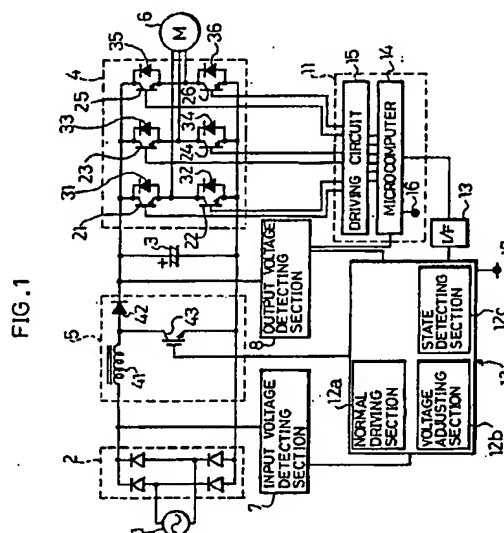 FIG.1
1
2
5
41
42
43
3
+
4
21
31
22
32
23
33
24
34
25
35
26
36
6
M
7
INPUT VOLTAGE
DETECTING
SECTION
8
OUTPUT VOLTAGE
DETECTING
SECTION
11
DRIVING CIRCUIT
15
MICROCOMPUTER
14
16
I/F
13
12a
NORMAL
DRIVING
SECTION
VOLTAGE
ADJUSTING
SECTION
12b
STATE
DETECTING
SECTION
12c
12